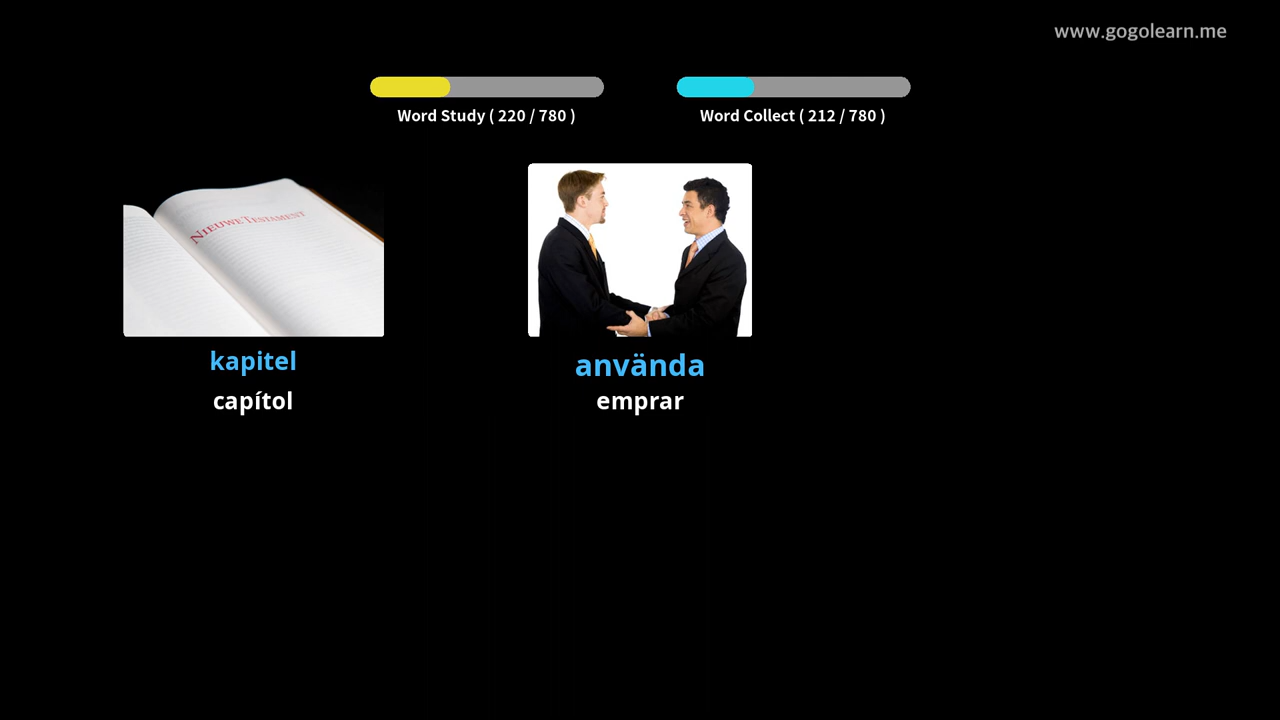 www.gogolearn.me
Word Study ( 220 / 780 )
Word Collect ( 212 / 780 )
NIEUWE TESTAMENT
kapitel
capítol
använda
emprar